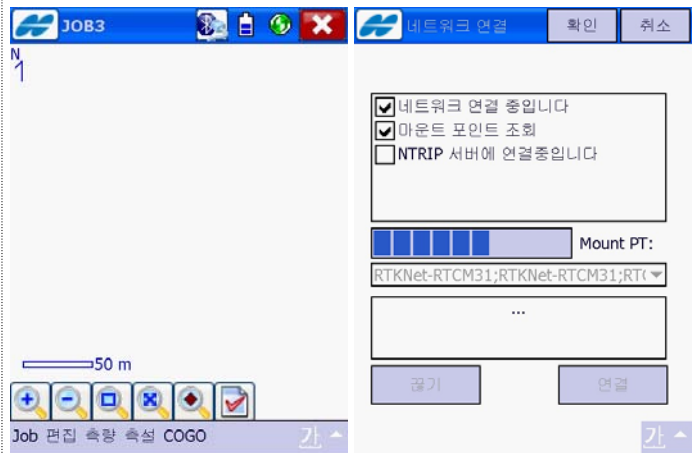 JOB3
N
50 m
Job 편집 측량 측설 COGO
가
네트워크 연결
확인
취소
네트워크 연결 중입니다
마운트 포인트 조회
NTRIP 서버에 연결중입니다
Mount PT:
RTKNet-RTCM31;RTKNet-RTCM31;RT(
...
끊기
연결
가